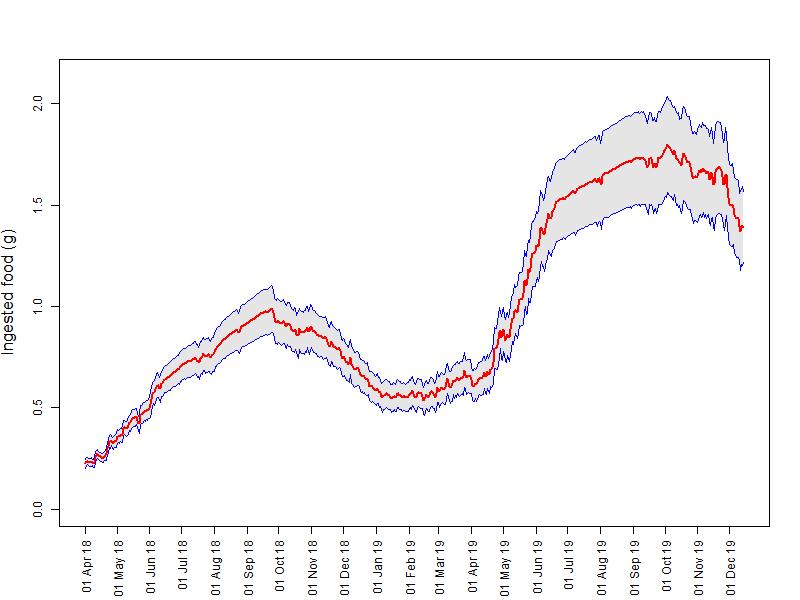 Ingested food (g)
2.0
1.5
1.0
0.5
0.0
01 Apr 18
01 May 18
01 Jun 18
01 Jul 18
01 Aug 18
01 Sep 18
01 Oct 18
01 Nov 18
01 Dec 18
01 Jan 19
01 Feb 19
01 Mar 19
01 Apr 19
01 May 19
01 Jun 19
01 Jul 19
01 Aug 19
01 Sep 19
01 Oct 19
01 Nov 19
01 Dec 19